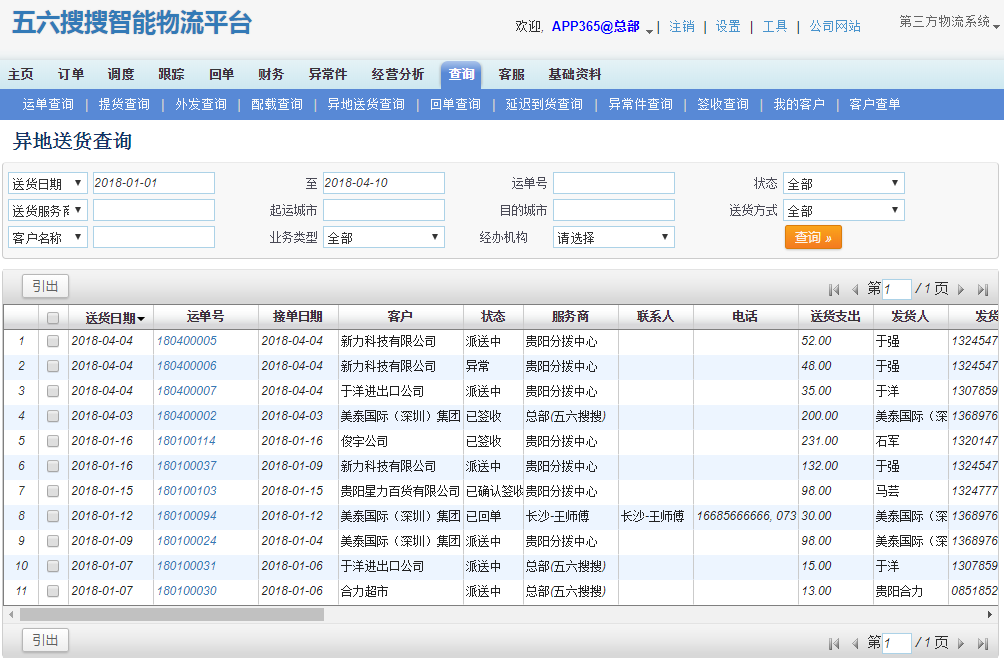 五六搜搜智能物流平台
欢迎, APP365@总部 | 注销 | 设置 | 工具 | 公司网站 第三方物流系统
主页 订单 调度 跟踪 回单 财务 异常件 经营分析 查询 客服 基础资料
运单查询 | 提货查询 | 外发查询 | 配载查询 | 异地送货查询 | 回单查询 | 延迟到货查询 | 异常件查询 | 签收查询 | 我的客户 | 客户查单
异地送货查询
送货日期 2018-01-01 至 2018-04-10 运单号 状态 全部
送货服务商 起运城市 目的城市 送货方式 全部
客户名称 业务类型 全部 经办机构 请选择 查询 »
引出 第 1 / 1 页
送货日期 运单号 接单日期 客户 状态 服务商 联系人 电话 送货支出 发货人 发货
1 2018-04-04 180400005 2018-04-04 新力科技有限公司 派送中 贵阳分拨中心 52.00 于强 1324547
2 2018-04-04 180400006 2018-04-04 新力科技有限公司 异常 贵阳分拨中心 48.00 于强 1324547
3 2018-04-04 180400007 2018-04-04 于洋进出口公司 派送中 贵阳分拨中心 35.00 于洋 1307859
4 2018-04-03 180400002 2018-04-03 美泰国际（深圳）集团 已签收 总部(五六搜搜) 200.00 美泰国际（深 1368976
5 2018-01-16 180100114 2018-01-16 俊宇公司 已签收 贵阳分拨中心 231.00 石军 1320147
6 2018-01-16 180100037 2018-01-09 新力科技有限公司 派送中 贵阳分拨中心 132.00 于强 1324547
7 2018-01-15 180100103 2018-01-15 贵阳星力百货有限公司 已确认签收 贵阳分拨中心 98.00 马芸 1324777
8 2018-01-12 180100094 2018-01-12 美泰国际（深圳）集团 已回单 长沙-王师傅 长沙-王师傅 16685666666, 073 30.00 美泰国际（深 1368976
9 2018-01-09 180100024 2018-01-04 美泰国际（深圳）集团 派送中 贵阳分拨中心 98.00 美泰国际（深 1368976
10 2018-01-07 180100031 2018-01-06 于洋进出口公司 派送中 总部(五六搜搜) 15.00 于洋 1307859
11 2018-01-07 180100030 2018-01-06 合力超市 派送中 总部(五六搜搜) 13.00 贵阳合力 0851852
引出 第 1 / 1 页